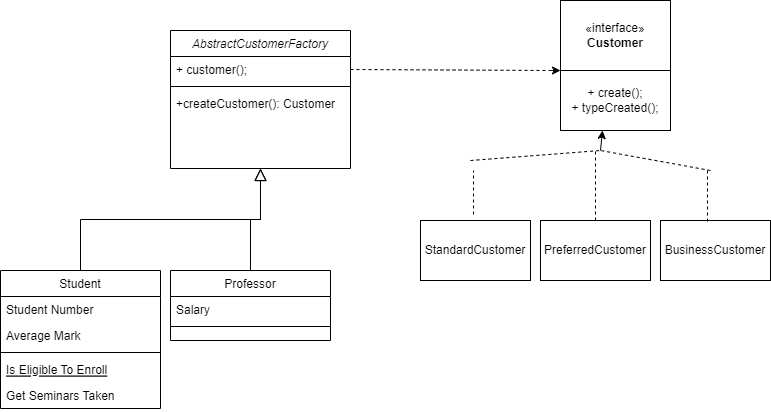 AbstractCustomerFactory
+ customer();
+createCustomer(): Customer
«interface»
Customer
+ create();
+ typeCreated();
StandardCustomer
PreferredCustomer
BusinessCustomer
Student
Student Number
Average Mark
Is Eligible To Enroll
Get Seminars Taken
Professor
Salary